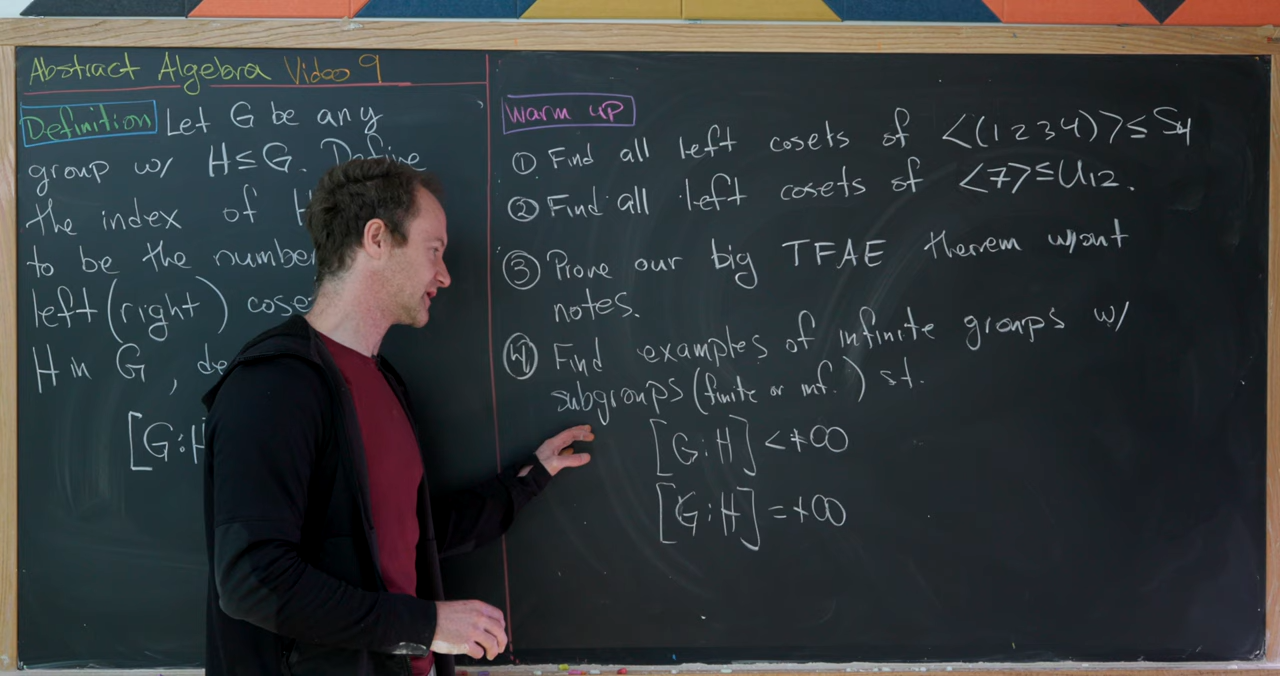 Abstract Algebra Video 9
Definition Let G be any
group w/ H ≤ G. Define
the index of
to be the number
left (right)
H in G,
[G:H
Warm up
① Find all left cosets of <(1 2 3 4)> ≤ S4
② Find all left cosets of <7> ≤ U12.
③ Prove our big TFAE theorem w/out
notes.
④ Find examples of infinite groups w/
subgroups (finite or inf.) st.
[G:H] < +∞
[G:H] = +∞